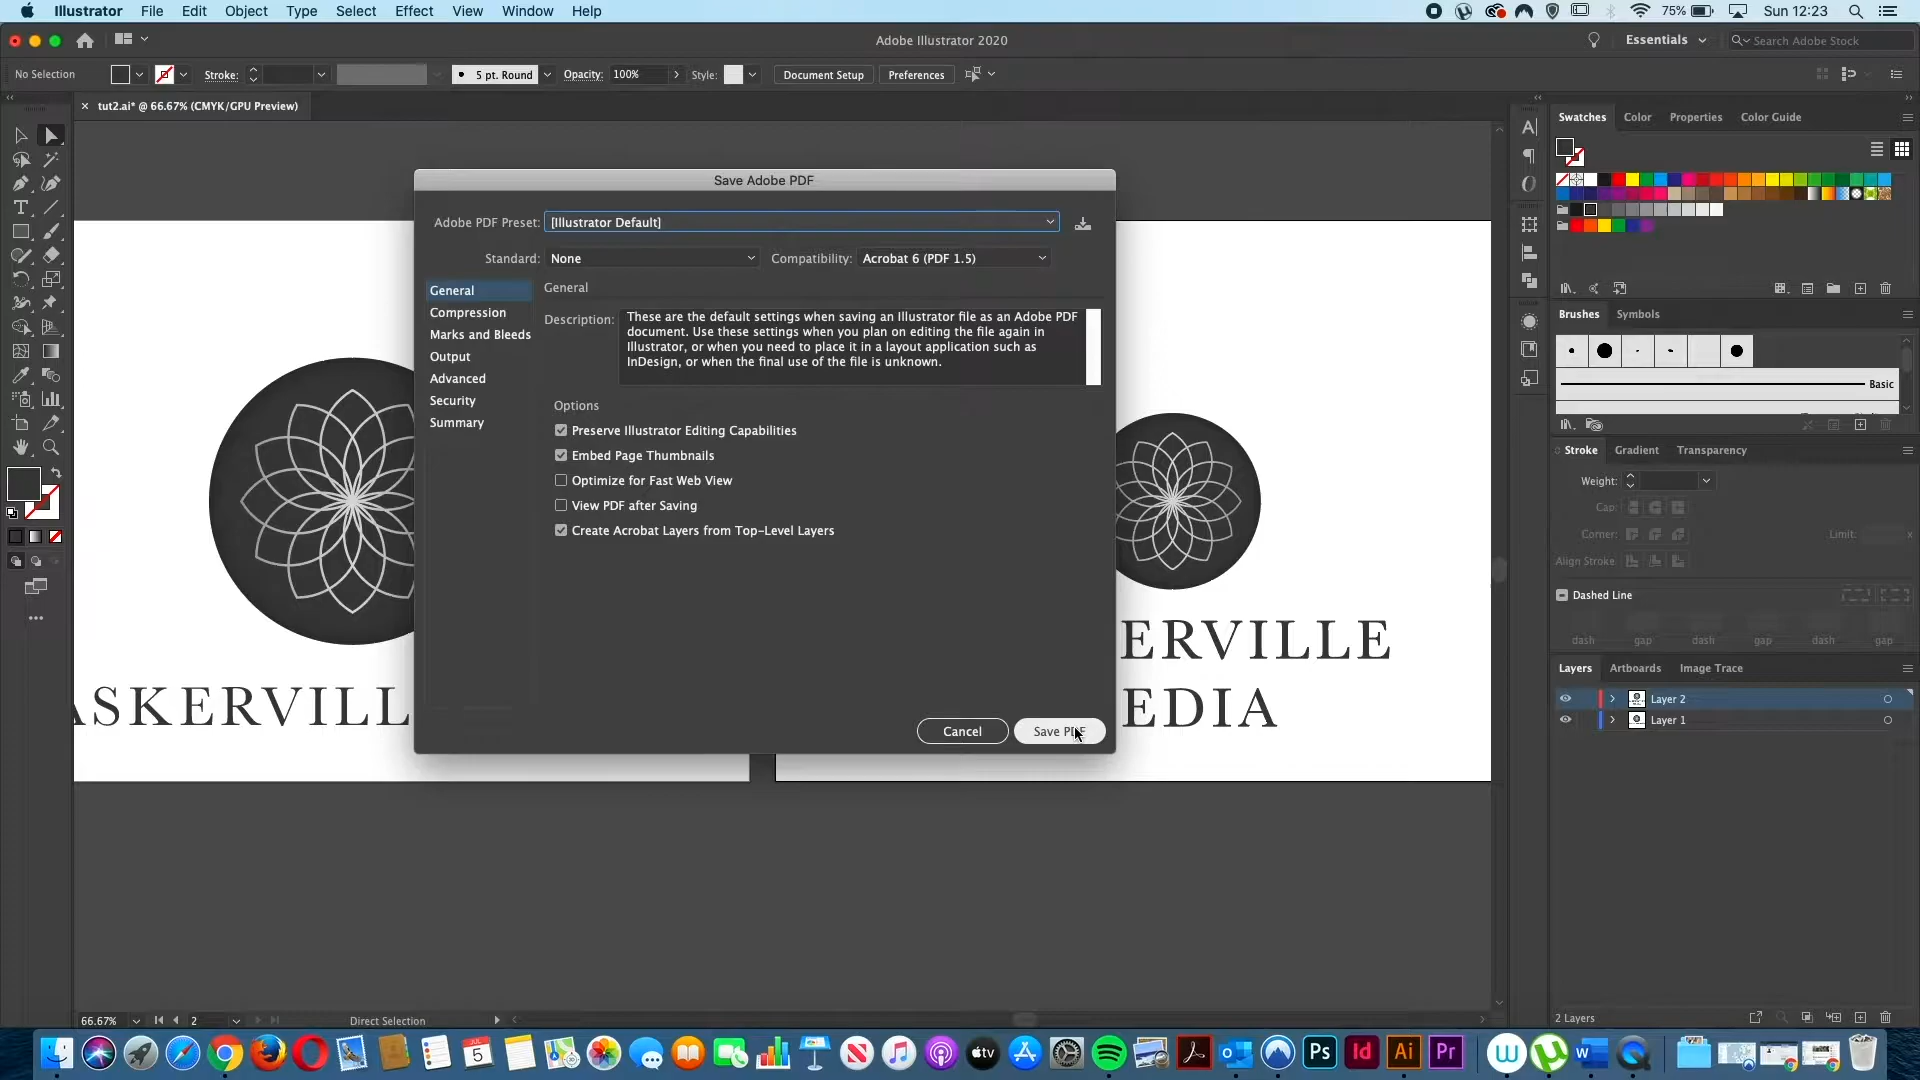 Illustrator File Edit Object Type Select Effect View Window Help 75% Sun 12:23
Adobe Illustrator 2020 Essentials Search Adobe Stock
No Selection Stroke: 5 pt. Round Opacity: 100% Style: Document Setup Preferences
tut2.ai* @ 66.67% (CMYK/GPU Preview)
Swatches Color Properties Color Guide
Save Adobe PDF
Adobe PDF Preset: [Illustrator Default]
Standard: None Compatibility: Acrobat 6 (PDF 1.5)
General
Compression
Marks and Bleeds
Output
Advanced
Security
Summary
General
Description: These are the default settings when saving an Illustrator file as an Adobe PDF
document. Use these settings when you plan on editing the file again in
Illustrator, or when you need to place it in a layout application such as
InDesign, or when the final use of the file is unknown.
Options
Preserve Illustrator Editing Capabilities
Embed Page Thumbnails
Optimize for Fast Web View
View PDF after Saving
Create Acrobat Layers from Top-Level Layers
Cancel Save PDF
ASKERVILL
ERVILLE
EDIA
Brushes Symbols
Basic
Stroke Gradient Transparency
Weight:
Cap:
Corner: Limit: x
Align Stroke:
Dashed Line
dash gap dash gap dash gap
Layers Artboards Image Trace
Layer 2
Layer 1
2 Layers
66.67% 2 Direct Selection
JUL
5
tv
Ps Id Ai Pr
W